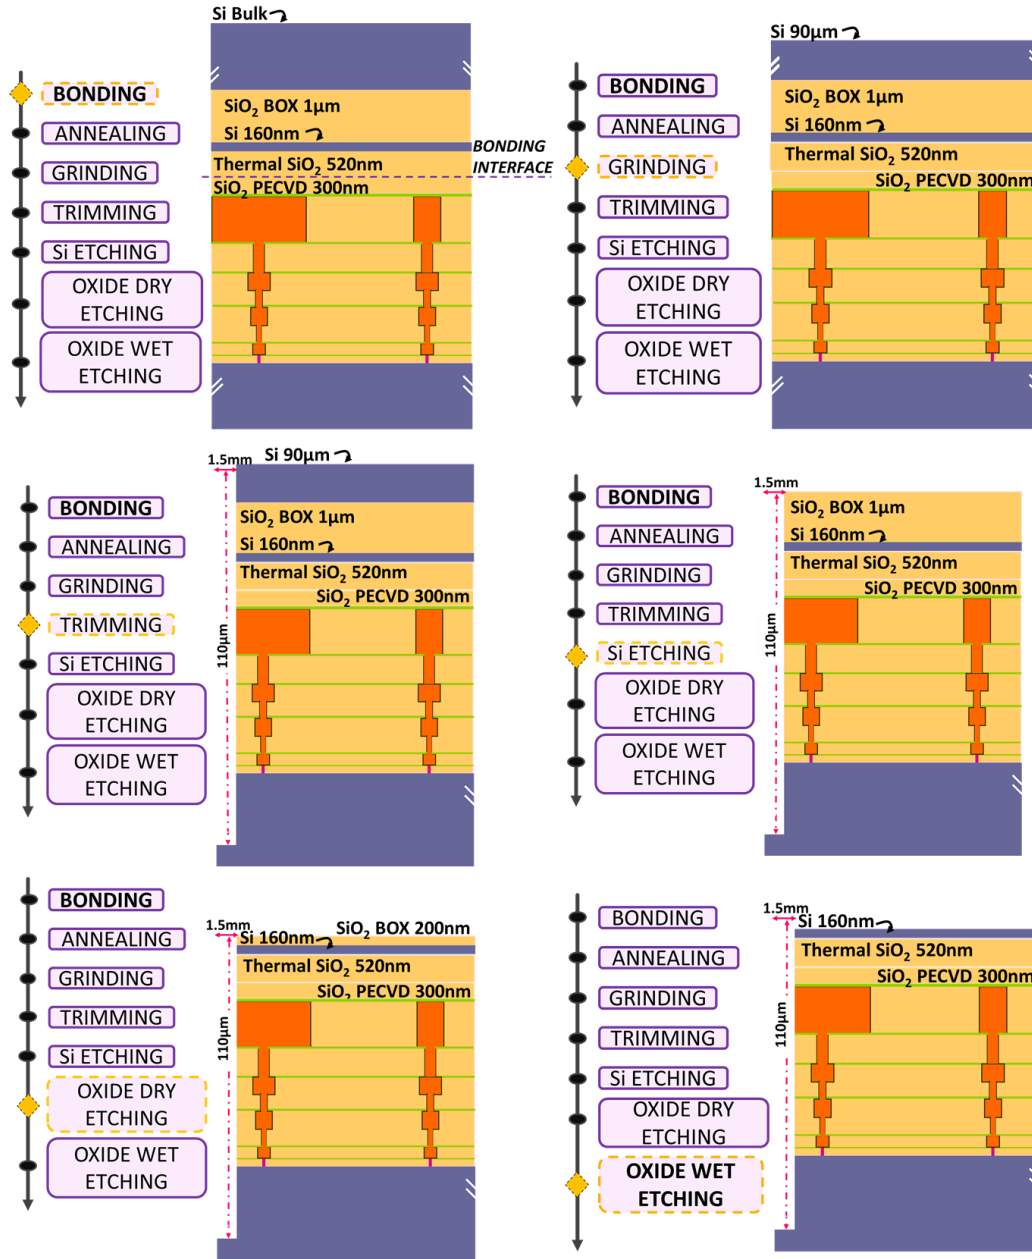 Si Bulk
BONDING
ANNEALING
GRINDING
TRIMMING
Si ETCHING
OXIDE DRY
ETCHING
OXIDE WET
ETCHING
SiO₂ BOX 1µm
Si 160nm
BONDING
INTERFACE
Thermal SiO₂ 520nm
SiO₂ PECVD 300nm
Si 90µm
BONDING
ANNEALING
GRINDING
TRIMMING
Si ETCHING
OXIDE DRY
ETCHING
OXIDE WET
ETCHING
SiO₂ BOX 1µm
Si 160nm
Thermal SiO₂ 520nm
SiO₂ PECVD 300nm
1.5mm
Si 90µm
BONDING
ANNEALING
GRINDING
TRIMMING
Si ETCHING
OXIDE DRY
ETCHING
OXIDE WET
ETCHING
110µm
SiO₂ BOX 1µm
Si 160nm
Thermal SiO₂ 520nm
SiO₂ PECVD 300nm
1.5mm
BONDING
ANNEALING
GRINDING
TRIMMING
Si ETCHING
OXIDE DRY
ETCHING
OXIDE WET
ETCHING
110µm
SiO₂ BOX 1µm
Si 160nm
Thermal SiO₂ 520nm
SiO₂ PECVD 300nm
BONDING
ANNEALING
GRINDING
TRIMMING
Si ETCHING
OXIDE DRY
ETCHING
OXIDE WET
ETCHING
1.5mm
SiO₂ BOX 200nm
Si 160nm
110µm
Thermal SiO₂ 520nm
SiO₂ PECVD 300nm
BONDING
ANNEALING
GRINDING
TRIMMING
Si ETCHING
OXIDE DRY
ETCHING
OXIDE WET
ETCHING
1.5mm
Si 160nm
110µm
Thermal SiO₂ 520nm
SiO₂ PECVD 300nm